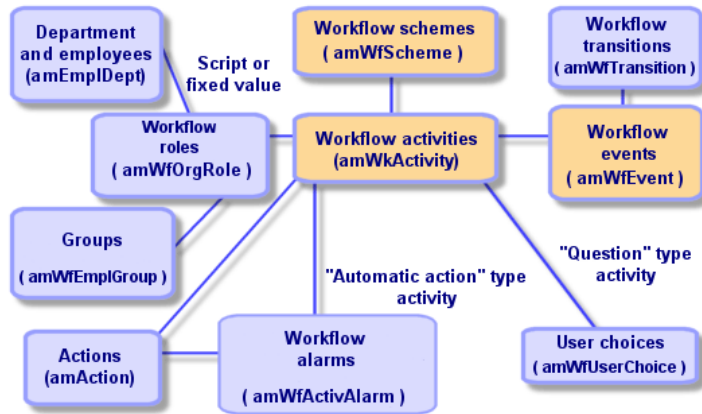 Department
and employees
(amEmplDept)
Script or
fixed value
Workflow schemes
( amWfScheme )
Workflow
transitions
( amWfTransition )
Workflow
roles
( amWfOrgRole )
Workflow activities
(amWkActivity)
Workflow
events
( amWfEvent )
Groups
( amWfEmplGroup )
"Automatic action" type
activity
"Question" type
activity
Actions
(amAction)
Workflow
alarms
( amWfActivAlarm )
User choices
( amWfUserChoice )